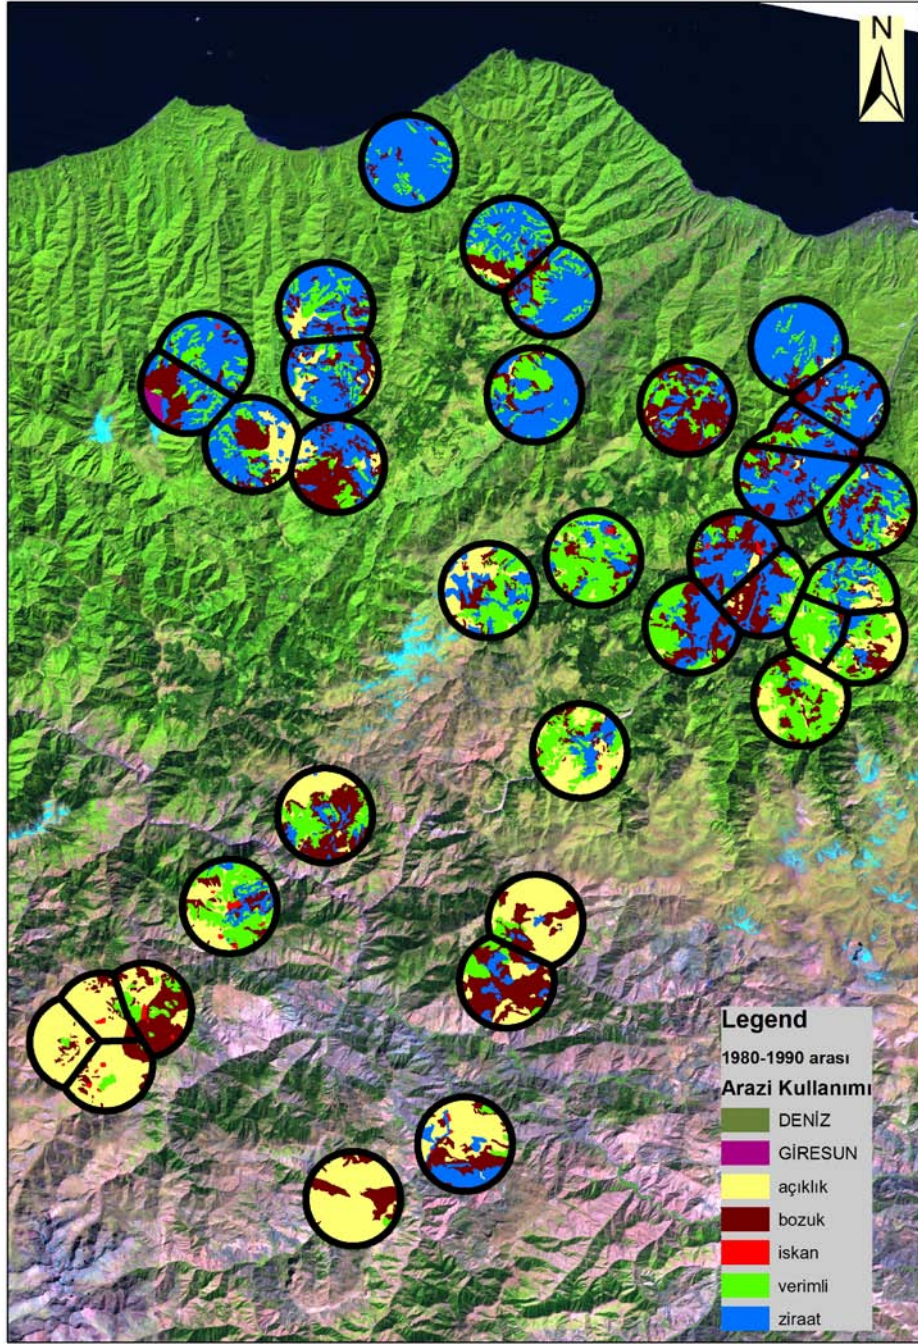 N
Legend
1980-1990 arası
Arazi Kullanımı
DENİZ
GİRESUN
açıklık
bozuk
iskan
verimli
ziraat